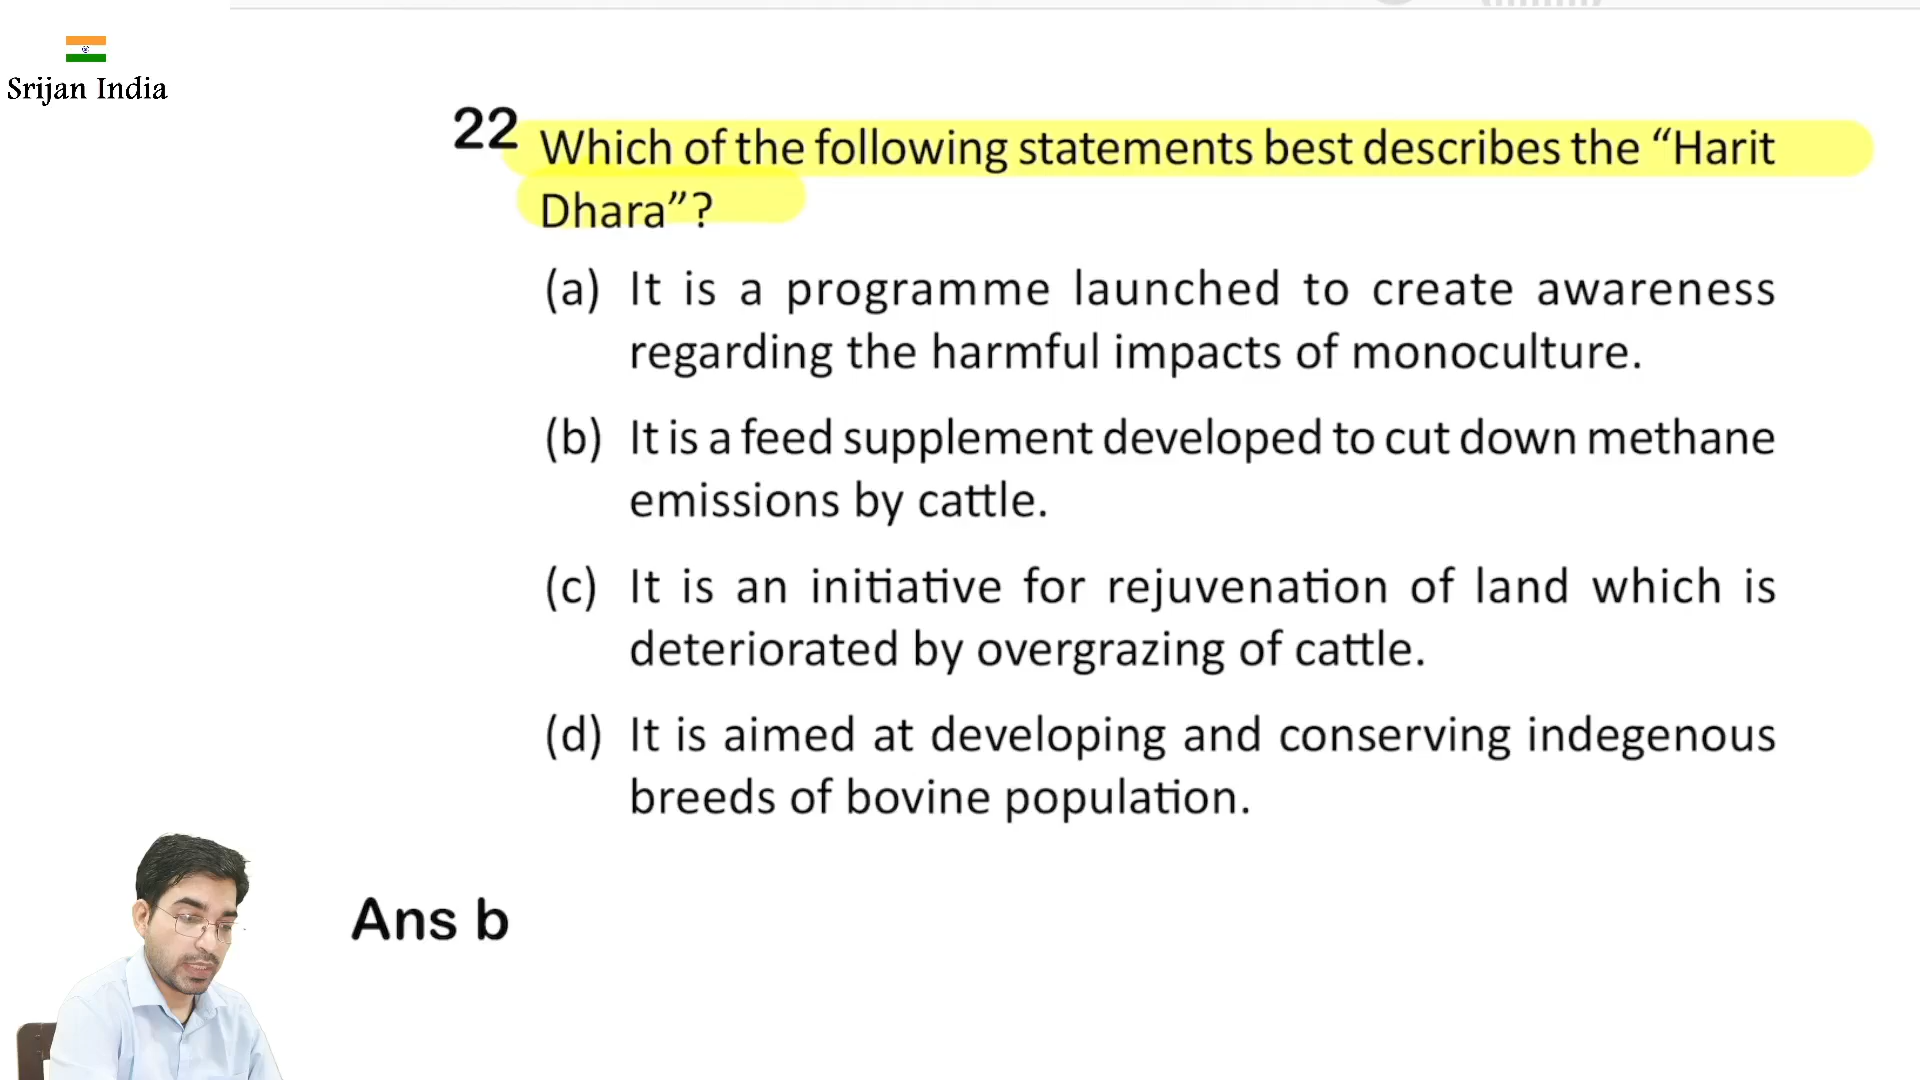 Srijan India
22 Which of the following statements best describes the “Harit
Dhara”?
(a) It is a programme launched to create awareness
regarding the harmful impacts of monoculture.
(b) It is a feed supplement developed to cut down methane
emissions by cattle.
(c) It is an initiative for rejuvenation of land which is
deteriorated by overgrazing of cattle.
(d) It is aimed at developing and conserving indegenous
breeds of bovine population.
Ans b